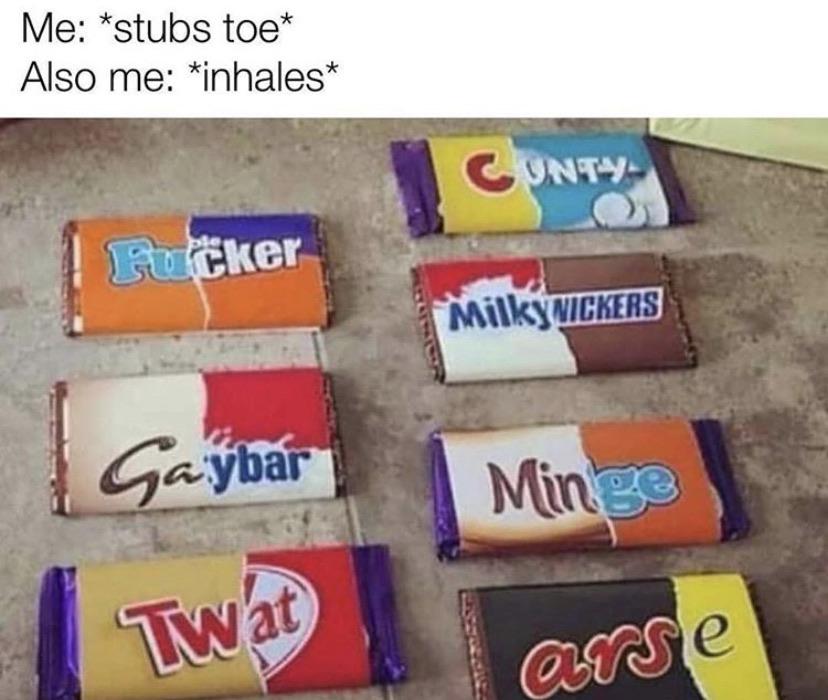 Me: *stubs toe*
Also me: *inhales*
CUNTY
Fucker
MilkyNICKERS
Gaybar
Minge
Twat
arse